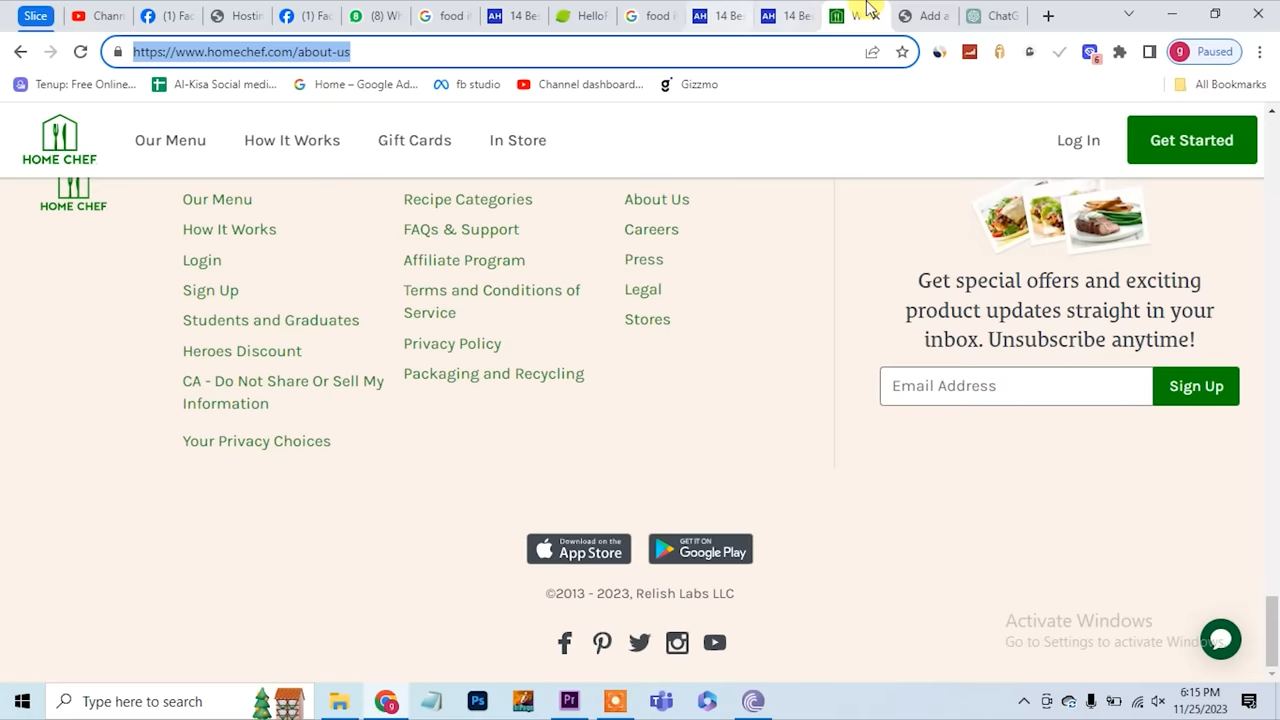 Slice
Chann
(1) Fac
Hostin
(1) Fac
(8) Wh
food i
14 Bes
HelloF
food i
14 Bes
14 Bes
Add a
ChatG
https://www.homechef.com/about-us
6
g Paused
Tenup: Free Online...
Al-Kisa Social medi...
Home – Google Ad...
fb studio
Channel dashboard...
Gizzmo
All Bookmarks
HOME CHEF
Our Menu
How It Works
Gift Cards
In Store
Log In
Get Started
HOME CHEF
Our Menu
How It Works
Login
Sign Up
Students and Graduates
Heroes Discount
CA - Do Not Share Or Sell My
Information
Your Privacy Choices
Recipe Categories
FAQs & Support
Affiliate Program
Terms and Conditions of
Service
Privacy Policy
Packaging and Recycling
About Us
Careers
Press
Legal
Stores
Get special offers and exciting
product updates straight in your
inbox. Unsubscribe anytime!
Email Address
Sign Up
Download on the
App Store
GET IT ON
Google Play
©2013 - 2023, Relish Labs LLC
Activate Windows
Go to Settings to activate Windows.
Type here to search
6:15 PM
11/25/2023